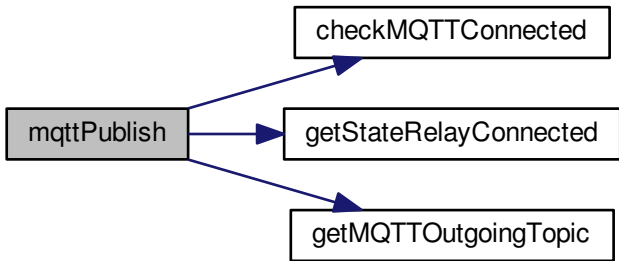 checkMQTTConnected
mqttPublish
getStateRelayConnected
getMQTTOutgoingTopic